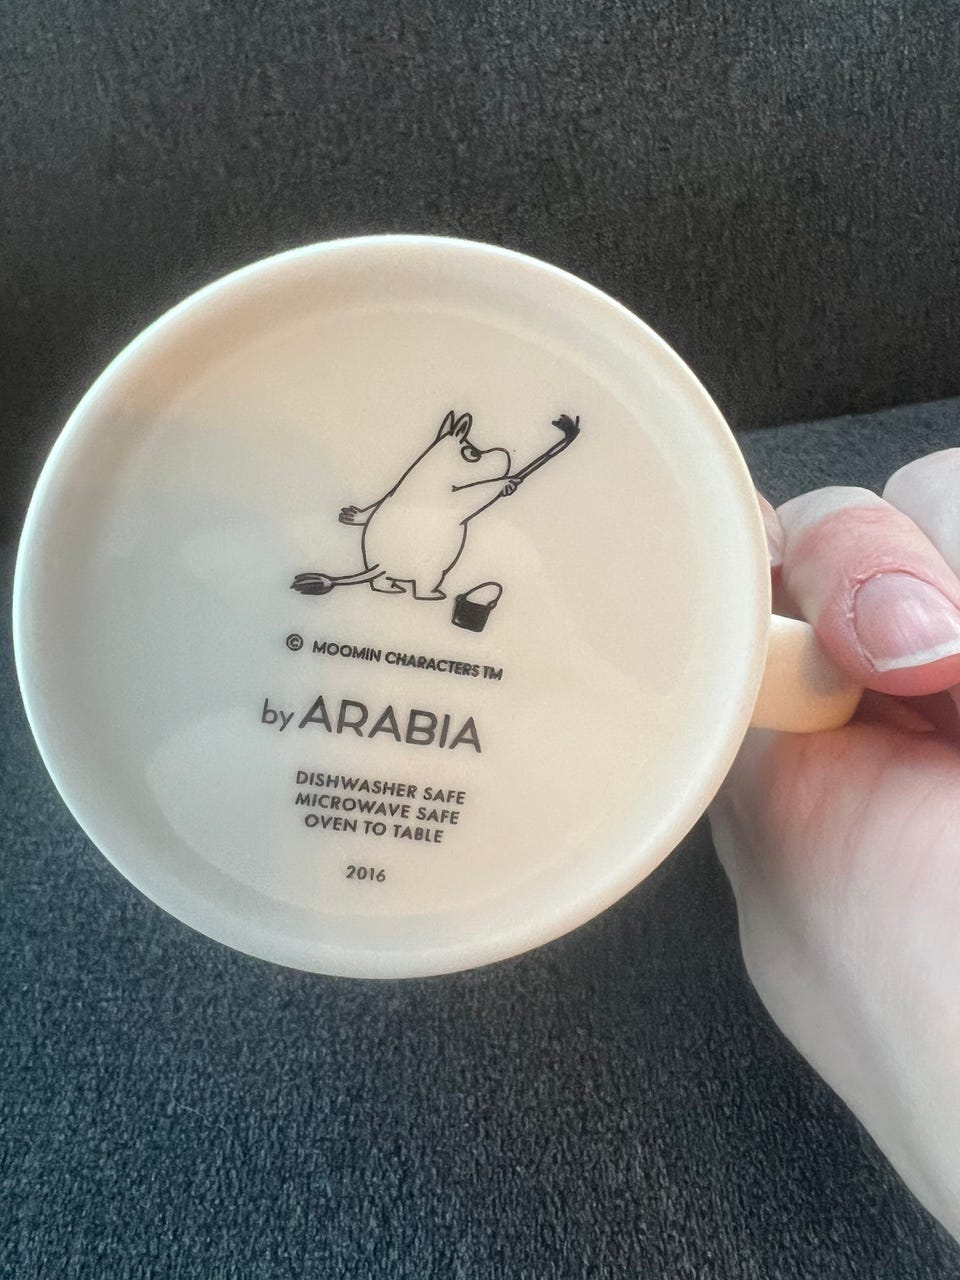 © MOOMIN CHARACTERS TM
by ARABIA
DISHWASHER SAFE
MICROWAVE SAFE
OVEN TO TABLE
2016